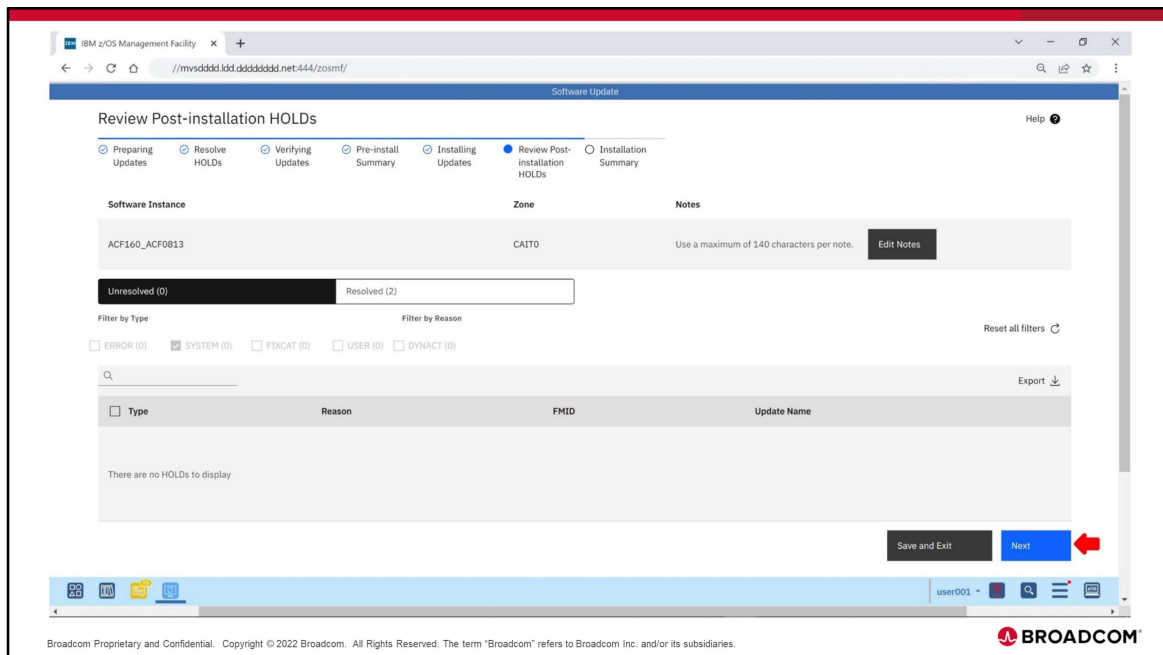 IBM z/OS Management Facility
//mvsdddd.ldd.dddddddd.net:444/zosmf/
Software Update
Review Post-installation HOLDs
Help
Preparing Updates
Resolve HOLDs
Verifying Updates
Pre-install Summary
Installing Updates
Review Post-installation HOLDs
Installation Summary
Software Instance Zone Notes
ACF160_ACF0813 CAIT0 Use a maximum of 140 characters per note. Edit Notes
Unresolved (0) Resolved (2)
Filter by Type Filter by Reason
Reset all filters
ERROR (0) SYSTEM (0) FIXCAT (0) USER (0) DYNACT (0)
Export
Type Reason FMID Update Name
There are no HOLDs to display
Save and Exit Next
user001
Broadcom Proprietary and Confidential. Copyright © 2022 Broadcom. All Rights Reserved. The term “Broadcom” refers to Broadcom Inc. and/or its subsidiaries.
BROADCOM®